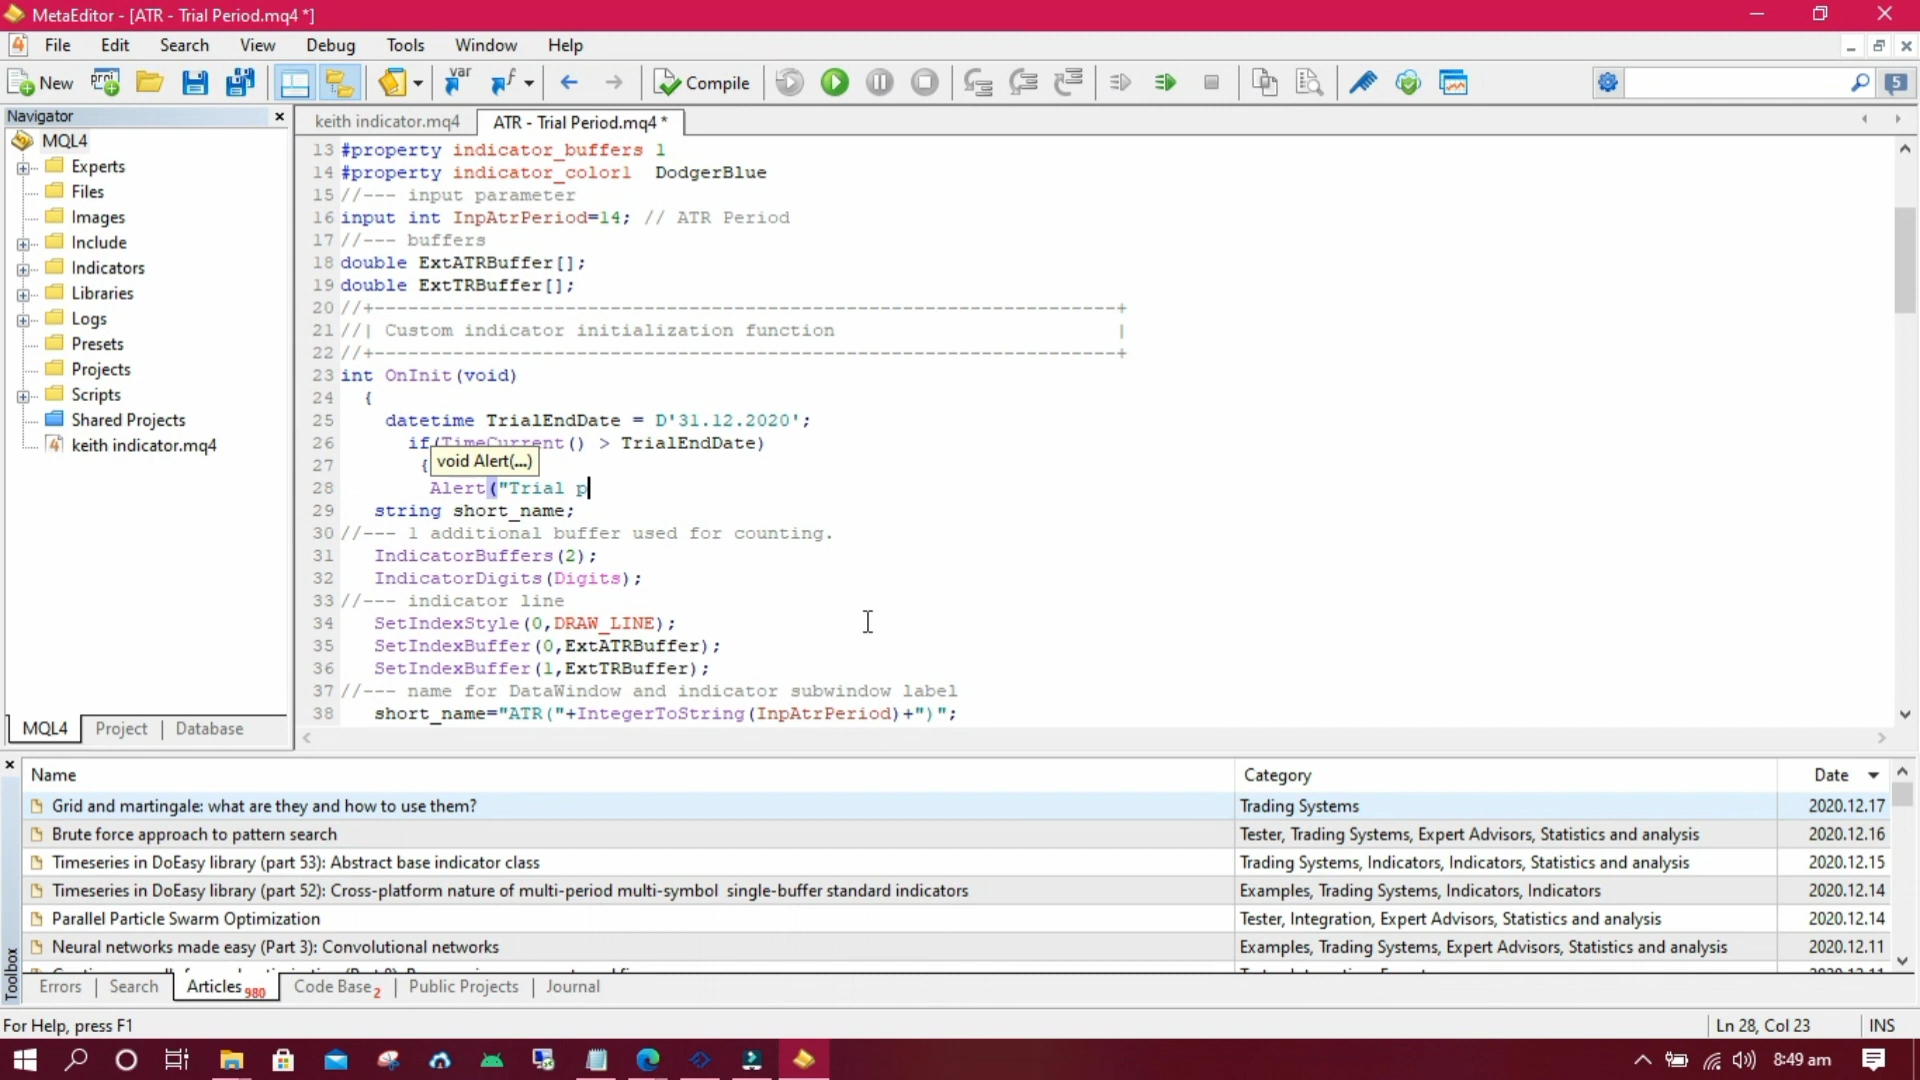 MetaEditor - [ATR - Trial Period.mq4 *]
File Edit Search View Debug Tools Window Help
New Compile 5
Navigator
keith indicator.mq4 ATR - Trial Period.mq4 *
MQL4
Experts
Files
Images
Include
Indicators
Libraries
Logs
Presets
Projects
Scripts
Shared Projects
keith indicator.mq4
MQL4 Project Database
13 #property indicator_buffers 1
14 #property indicator_color1 DodgerBlue
15 //--- input parameter
16 input int InpAtrPeriod=14; // ATR Period
17 //--- buffers
18 double ExtATRBuffer[];
19 double ExtTRBuffer[];
20 //+------------------------------------------------------------------+
21 //| Custom indicator initialization function |
22 //+------------------------------------------------------------------+
23 int OnInit(void)
24 {
25 datetime TrialEndDate = D'31.12.2020';
26 if(TimeCurrent() > TrialEndDate)
void Alert(...)
27 {
28 Alert("Trial p
29 string short_name;
30 //--- 1 additional buffer used for counting.
31 IndicatorBuffers(2);
32 IndicatorDigits(Digits);
33 //--- indicator line
34 SetIndexStyle(0,DRAW_LINE);
35 SetIndexBuffer(0,ExtATRBuffer);
36 SetIndexBuffer(1,ExtTRBuffer);
37 //--- name for DataWindow and indicator subwindow label
38 short_name="ATR("+IntegerToString(InpAtrPeriod)+")";
Name Category Date
Grid and martingale: what are they and how to use them? Trading Systems 2020.12.17
Brute force approach to pattern search Tester, Trading Systems, Expert Advisors, Statistics and analysis 2020.12.16
Timeseries in DoEasy library (part 53): Abstract base indicator class Trading Systems, Indicators, Indicators, Statistics and analysis 2020.12.15
Timeseries in DoEasy library (part 52): Cross-platform nature of multi-period multi-symbol single-buffer standard indicators Examples, Trading Systems, Indicators, Indicators 2020.12.14
Parallel Particle Swarm Optimization Tester, Integration, Expert Advisors, Statistics and analysis 2020.12.14
Neural networks made easy (Part 3): Convolutional networks Examples, Trading Systems, Expert Advisors, Statistics and analysis 2020.12.11
Toolbox
Errors Search Articles 980 Code Base 2 Public Projects Journal
For Help, press F1 Ln 28, Col 23 INS
8:49 am